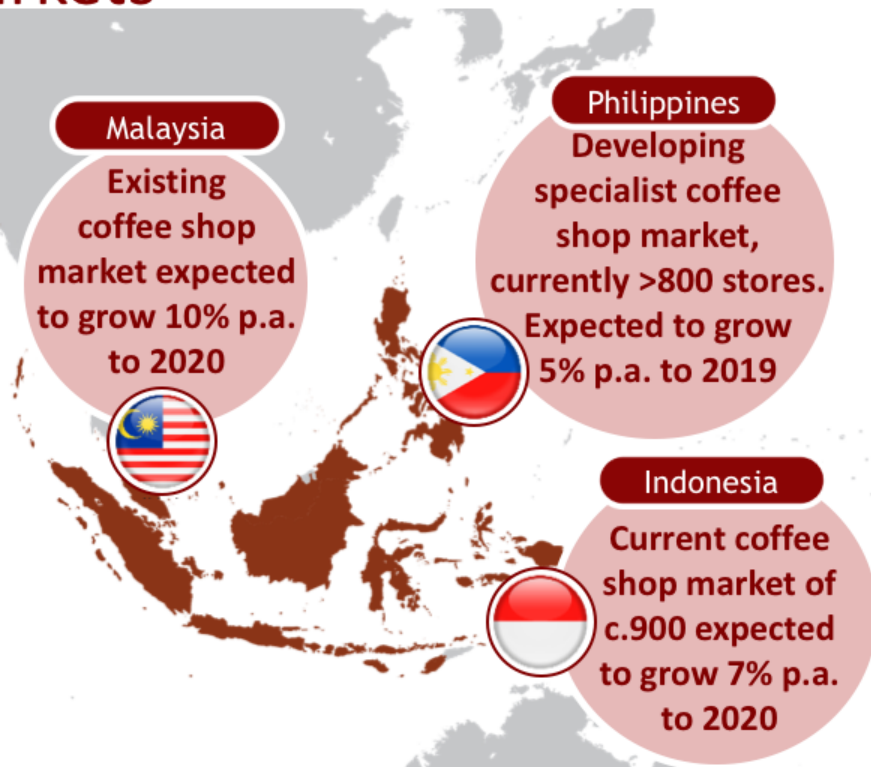 Malaysia
Existing
coffee shop
market expected
to grow 10% p.a.
to 2020
Philippines
Developing
specialist coffee
shop market,
currently >800 stores.
Expected to grow
5% p.a. to 2019
Indonesia
Current coffee
shop market of
c.900 expected
to grow 7% p.a.
to 2020